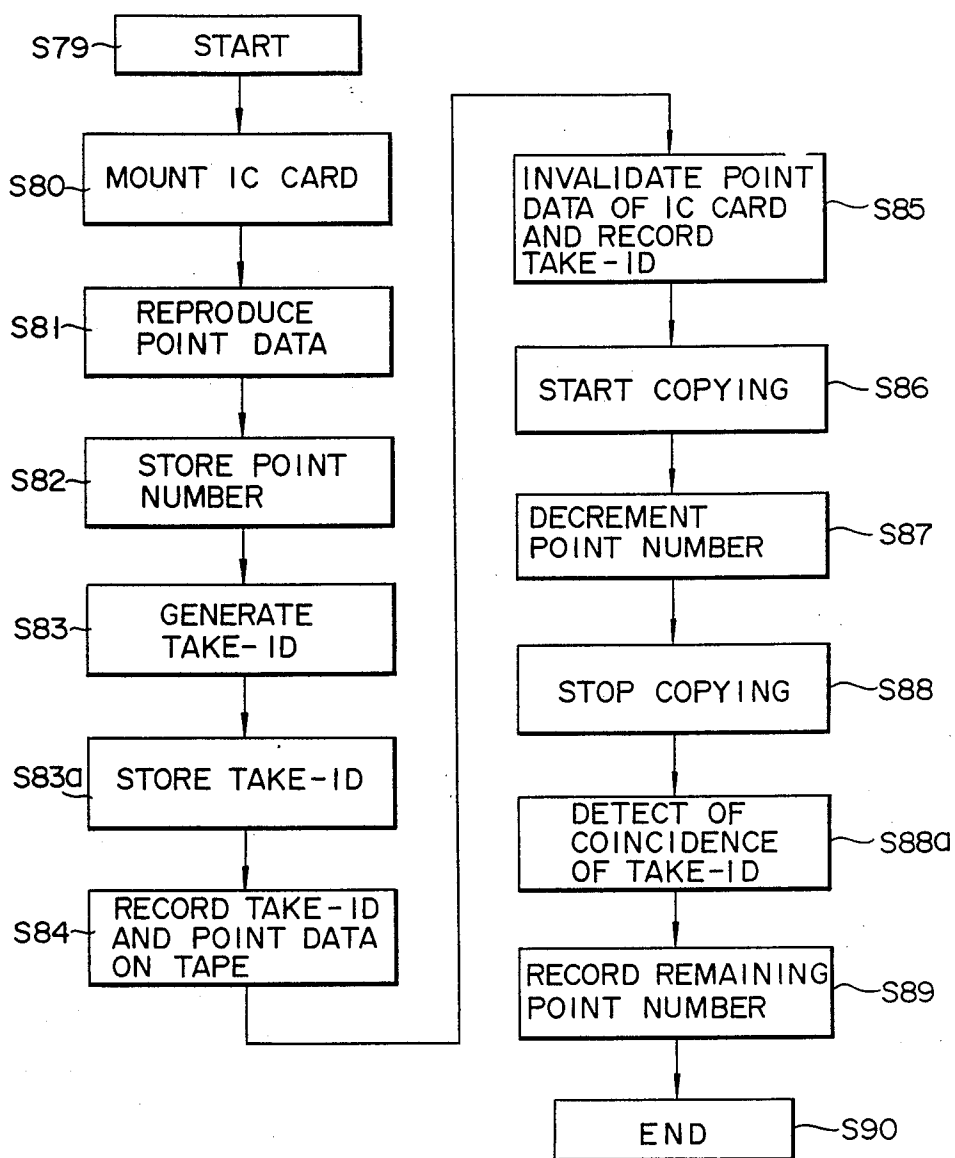 S79
START
S80
MOUNT IC CARD
S81
REPRODUCE
POINT DATA
S82
STORE POINT
NUMBER
S83
GENERATE
TAKE-ID
S83a
STORE TAKE-ID
S84
RECORD TAKE-ID
AND POINT DATA
ON TAPE
INVALIDATE POINT
DATA OF IC CARD
AND RECORD
TAKE-ID
S85
START COPYING
S86
DECREMENT
POINT NUMBER
S87
STOP COPYING
S88
DETECT OF
COINCIDENCE
OF TAKE-ID
S88a
RECORD REMAINING
POINT NUMBER
S89
END
S90